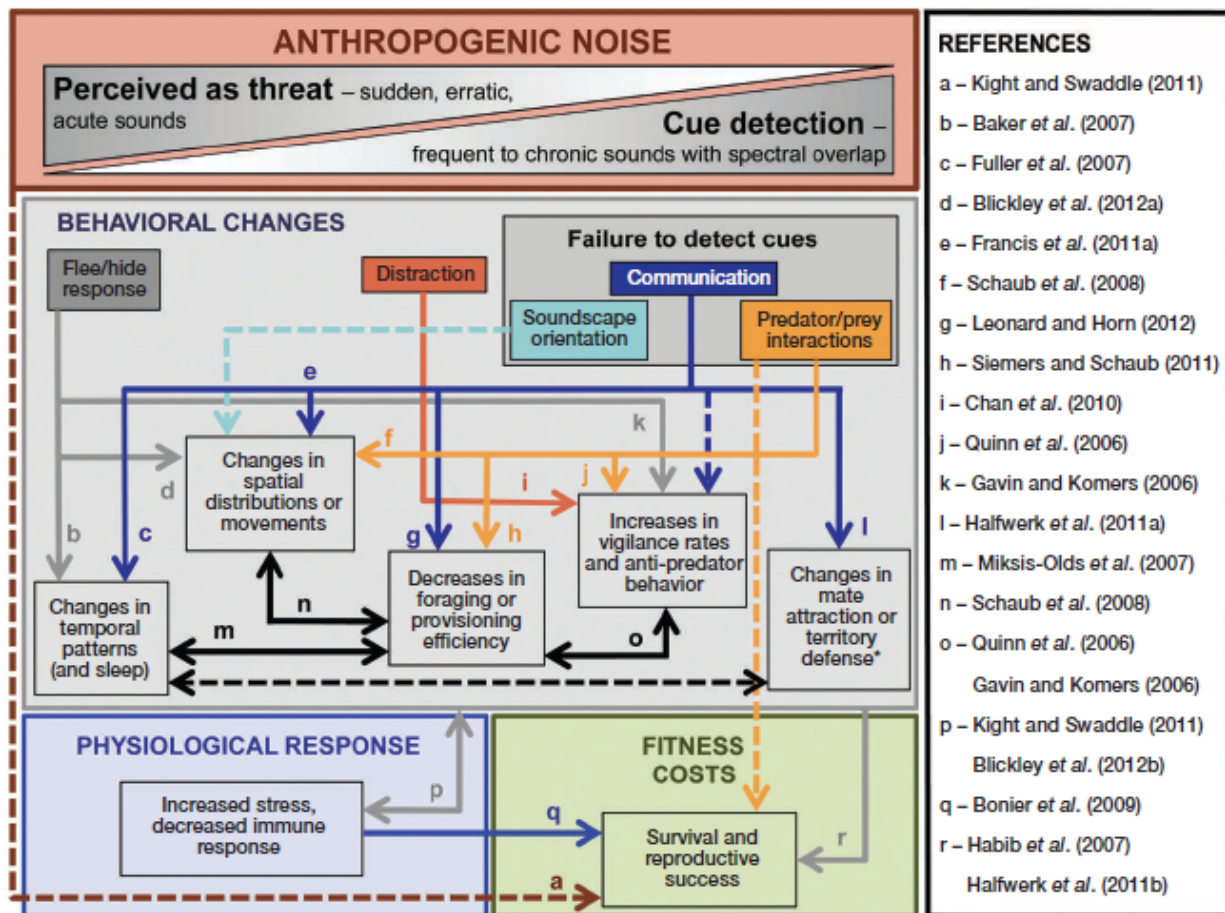 ANTHROPOGENIC NOISE
Perceived as threat – sudden, erratic,
acute sounds
Cue detection –
frequent to chronic sounds with spectral overlap
BEHAVIORAL CHANGES
Flee/hide
response
Distraction
Failure to detect cues
Communication
Soundscape
orientation
Predator/prey
interactions
e
k
f
d
i
j
b
c
g
h
l
Changes in
spatial
distributions or
movements
Increases in
vigilance rates
and anti-predator
behavior
Changes in
temporal
patterns
(and sleep)
Decreases in
foraging or
provisioning
efficiency
Changes in
mate
attraction or
territory
defense*
n
m
o
PHYSIOLOGICAL RESPONSE
Increased stress,
decreased immune
response
p
q
a
FITNESS
COSTS
Survival and
reproductive
success
r
REFERENCES
a – Kight and Swaddle (2011)
b – Baker et al. (2007)
c – Fuller et al. (2007)
d – Blickley et al. (2012a)
e – Francis et al. (2011a)
f – Schaub et al. (2008)
g – Leonard and Horn (2012)
h – Siemers and Schaub (2011)
i – Chan et al. (2010)
j – Quinn et al. (2006)
k – Gavin and Komers (2006)
l – Halfwerk et al. (2011a)
m – Miksis-Olds et al. (2007)
n – Schaub et al. (2008)
o – Quinn et al. (2006)
Gavin and Komers (2006)
p – Kight and Swaddle (2011)
Blickley et al. (2012b)
q – Bonier et al. (2009)
r – Habib et al. (2007)
Halfwerk et al. (2011b)